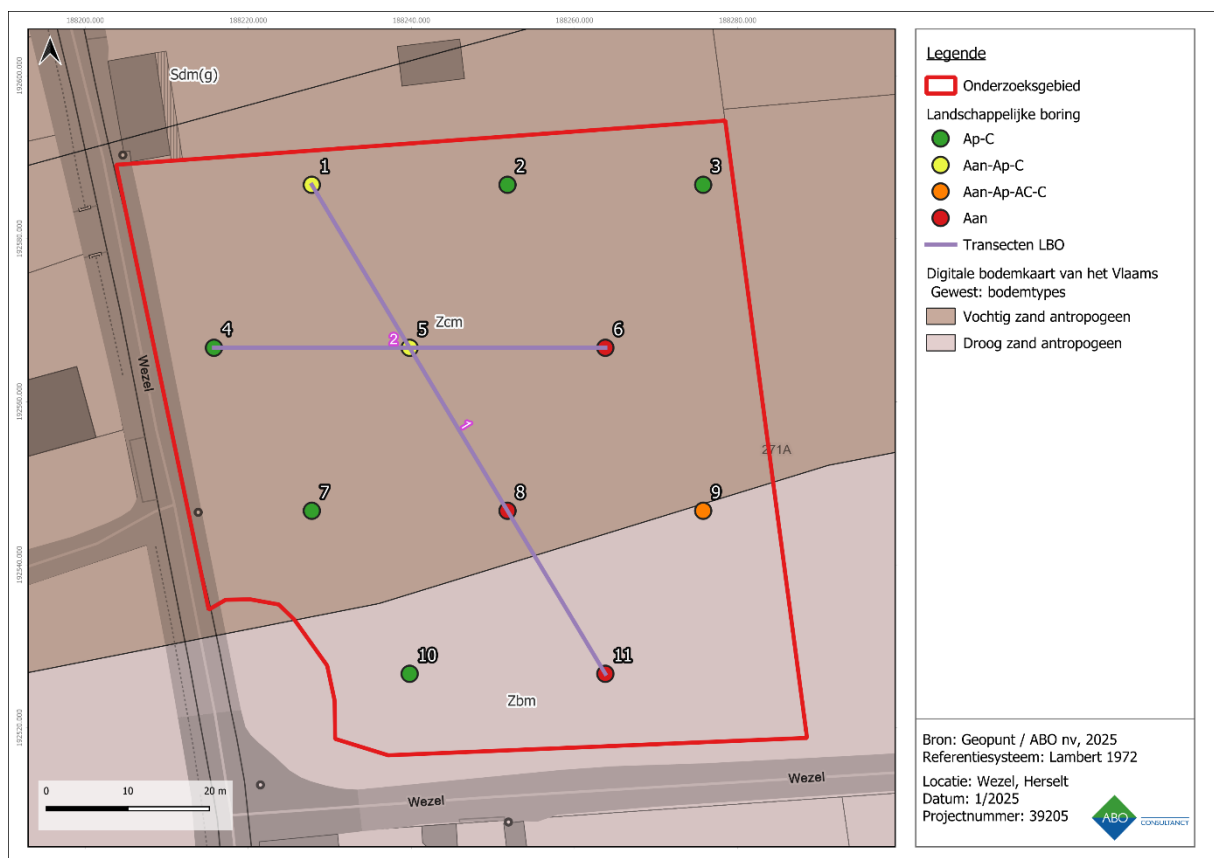 188200.000 188220.000 188240.000 188260.000 188280.000
192600.000
192580.000
192560.000
192540.000
192520.000
Sdm(g)
1
2
3
4
5
Zcm
6
2
Wezel
1
271A
7
8
9
10
11
Zbm
Wezel
Wezel
0 10 20 m
Legende
Onderzoeksgebied
Landschappelijke boring
Ap-C
Aan-Ap-C
Aan-Ap-AC-C
Aan
Transecten LBO
Digitale bodemkaart van het Vlaams
Gewest: bodemtypes
Vochtig zand antropogeen
Droog zand antropogeen
Bron: Geopunt / ABO nv, 2025
Referentiesysteem: Lambert 1972
Locatie: Wezel, Herselt
Datum: 1/2025
Projectnummer: 39205
ABO CONSULTANCY